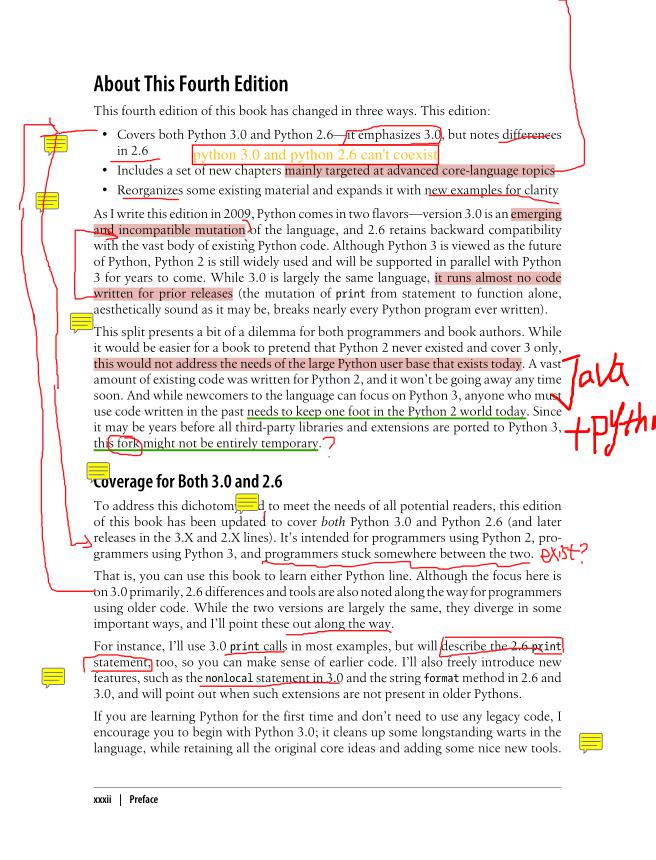 About This Fourth Edition
This fourth edition of this book has changed in three ways. This edition:
• Covers both Python 3.0 and Python 2.6—it emphasizes 3.0, but notes differences
in 2.6
python 3.0 and python 2.6 can't coexist
• Includes a set of new chapters mainly targeted at advanced core-language topics
• Reorganizes some existing material and expands it with new examples for clarity
As I write this edition in 2009, Python comes in two flavors—version 3.0 is an emerging
and incompatible mutation of the language, and 2.6 retains backward compatibility
with the vast body of existing Python code. Although Python 3 is viewed as the future
of Python, Python 2 is still widely used and will be supported in parallel with Python
3 for years to come. While 3.0 is largely the same language, it runs almost no code
written for prior releases (the mutation of print from statement to function alone,
aesthetically sound as it may be, breaks nearly every Python program ever written).
This split presents a bit of a dilemma for both programmers and book authors. While
it would be easier for a book to pretend that Python 2 never existed and cover 3 only,
this would not address the needs of the large Python user base that exists today. A vast
amount of existing code was written for Python 2, and it won't be going away any time
soon. And while newcomers to the language can focus on Python 3, anyone who must
use code written in the past needs to keep one foot in the Python 2 world today. Since
it may be years before all third-party libraries and extensions are ported to Python 3,
this fork might not be entirely temporary. ?
Java
+pytho
Coverage for Both 3.0 and 2.6
To address this dichotomy, d to meet the needs of all potential readers, this edition
of this book has been updated to cover both Python 3.0 and Python 2.6 (and later
releases in the 3.X and 2.X lines). It's intended for programmers using Python 2, pro-
grammers using Python 3, and programmers stuck somewhere between the two. exist?
That is, you can use this book to learn either Python line. Although the focus here is
on 3.0 primarily, 2.6 differences and tools are also noted along the way for programmers
using older code. While the two versions are largely the same, they diverge in some
important ways, and I'll point these out along the way.
For instance, I'll use 3.0 print calls in most examples, but will describe the 2.6 print
statement, too, so you can make sense of earlier code. I'll also freely introduce new
features, such as the nonlocal statement in 3.0 and the string format method in 2.6 and
3.0, and will point out when such extensions are not present in older Pythons.
If you are learning Python for the first time and don't need to use any legacy code, I
encourage you to begin with Python 3.0; it cleans up some longstanding warts in the
language, while retaining all the original core ideas and adding some nice new tools.
xxxii | Preface